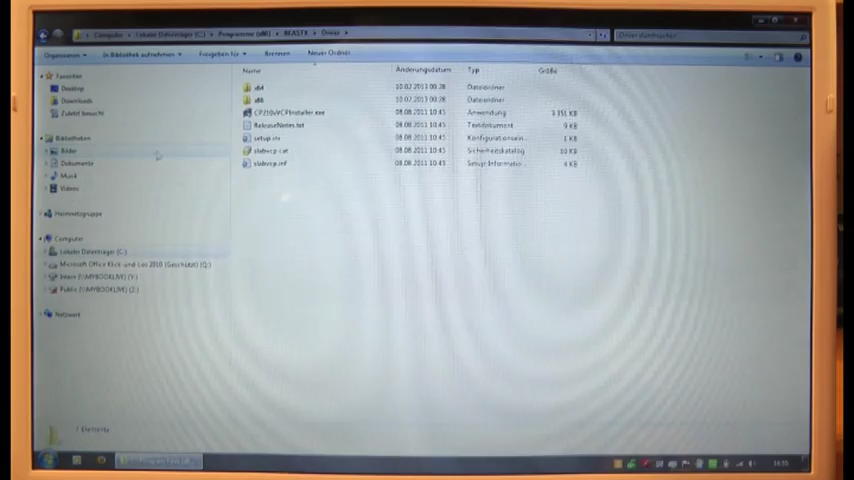 Computer ▸ Lokaler Datenträger (C:) ▸ Programme (x86) ▸ BEASTX ▸ Driver ▸
Driver durchsuchen
Organisieren In Bibliothek aufnehmen Freigeben für Brennen Neuer Ordner
Name Änderungsdatum Typ Größe
Favoriten
Desktop
Downloads
Zuletzt besucht
Bibliotheken
Bilder
Dokumente
Musik
Videos
Heimnetzgruppe
Computer
Lokaler Datenträger (C:)
Microsoft Office Klick-und-Los 2010 (Geschützt) (Q:)
Intern (\\MYBOOKLIVE) (Y:)
Public (\\MYBOOKLIVE) (Z:)
Netzwerk
x64 10.02.2013 00:28 Dateiordner
x86 10.02.2013 00:28 Dateiordner
CP210xVCPInstaller.exe 08.08.2011 10:45 Anwendung 3 351 KB
ReleaseNotes.txt 08.08.2011 10:45 Textdokument 9 KB
setup.ini 08.08.2011 10:45 Konfigurationsein... 1 KB
slabvcp.cat 08.08.2011 10:45 Sicherheitskatalog 10 KB
slabvcp.inf 08.08.2011 10:45 Setup-Informatio... 4 KB
7 Elemente